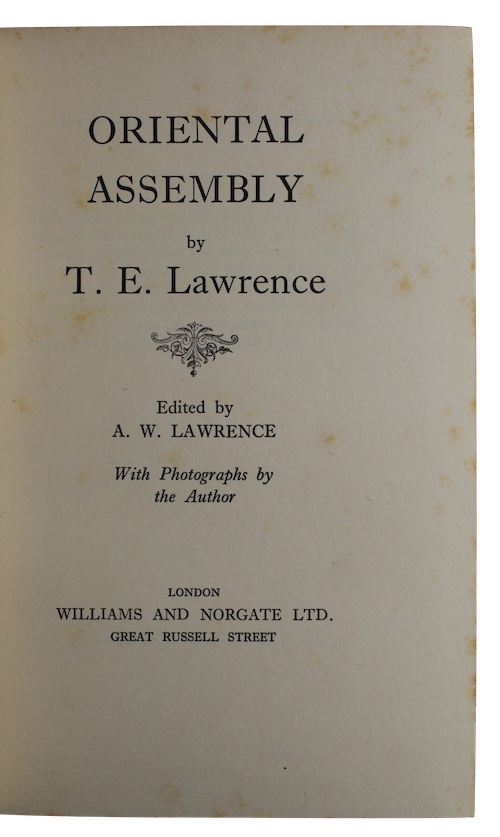 ORIENTAL
ASSEMBLY
by
T. E. Lawrence
Edited by
A. W. LAWRENCE
With Photographs by
the Author
LONDON
WILLIAMS AND NORGATE LTD.
GREAT RUSSELL STREET